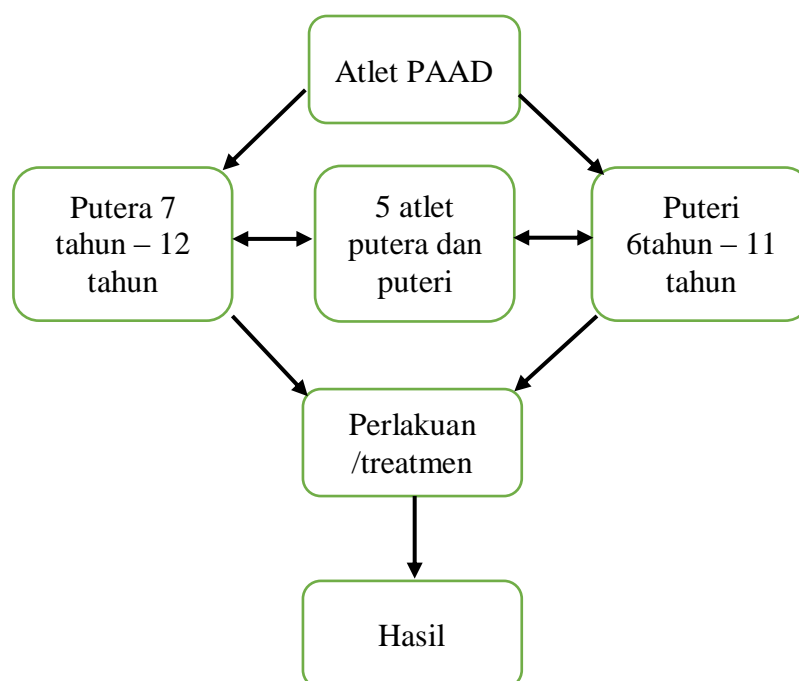 Atlet PAAD
Putera 7
tahun – 12
tahun
5 atlet
putera dan
puteri
Puteri
6tahun – 11
tahun
Perlakuan
/treatmen
Hasil